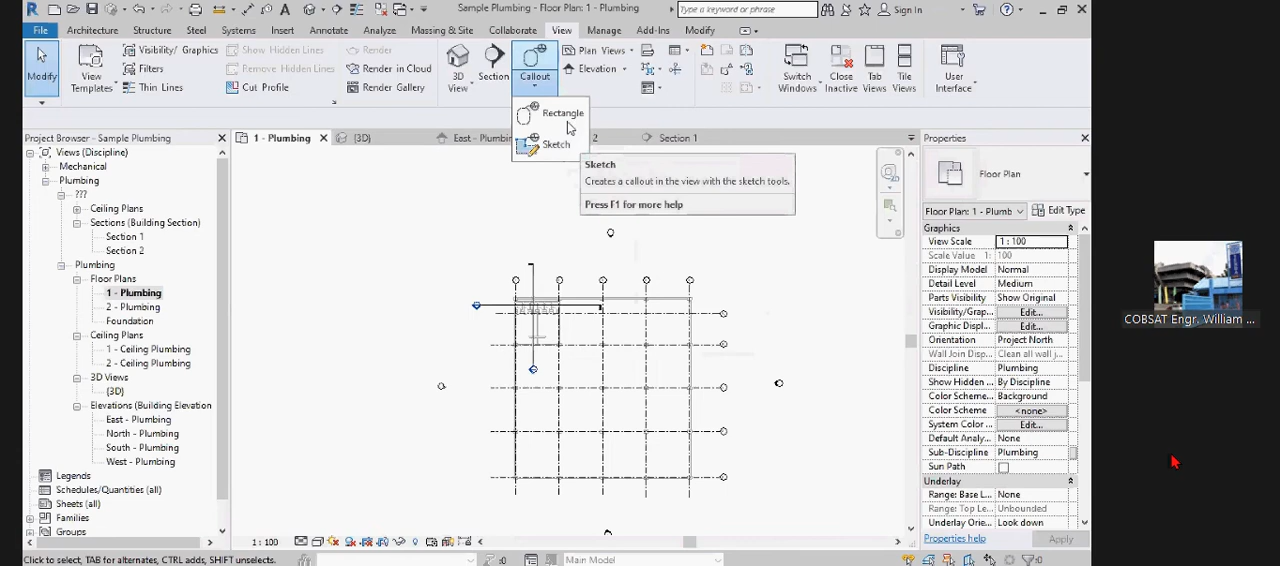 Sample Plumbing - Floor Plan: 1 - Plumbing
Type a keyword or phrase
Sign In
File Architecture Structure Steel Systems Insert Annotate Analyze Massing & Site Collaborate View Manage Add-Ins Modify
Modify
View Templates
Visibility/ Graphics
Filters
Thin Lines
Show Hidden Lines
Remove Hidden Lines
Cut Profile
Render
Render in Cloud
Render Gallery
3D View
Section
Callout
Plan Views
Elevation
Switch Windows
Close Inactive
Tab Views
Tile Views
User Interface
Rectangle
Sketch
Sketch
Creates a callout in the view with the sketch tools.
Press F1 for more help
Project Browser - Sample Plumbing
1 - Plumbing
{3D}
East - Plumbin
2
Section 1
Views (Discipline)
Mechanical
Plumbing
???
Ceiling Plans
Sections (Building Section)
Section 1
Section 2
Plumbing
Floor Plans
1 - Plumbing
2 - Plumbing
Foundation
Ceiling Plans
1 - Ceiling Plumbing
2 - Ceiling Plumbing
3D Views
{3D}
Elevations (Building Elevation
East - Plumbing
North - Plumbing
South - Plumbing
West - Plumbing
Legends
Schedules/Quantities (all)
Sheets (all)
Families
Groups
Properties
Floor Plan
Floor Plan: 1 - Plumb
Edit Type
Graphics
View Scale 1 : 100
Scale Value 1: 100
Display Model Normal
Detail Level Medium
Parts Visibility Show Original
Visibility/Grap... Edit...
Graphic Displ... Edit...
Orientation Project North
Wall Join Disp... Clean all wall j...
Discipline Plumbing
Show Hidden ... By Discipline
Color Scheme... Background
Color Scheme <none>
System Color ... Edit...
Default Analy... None
Sub-Discipline Plumbing
Sun Path
Underlay
Range: Base L... None
Range: Top Le... Unbounded
Underlay Orie... Look down
Properties help
Apply
1 : 100
Click to select, TAB for alternates, CTRL adds, SHIFT unselects.
:0
Main Model
:0
COBSAT Engr. William ...